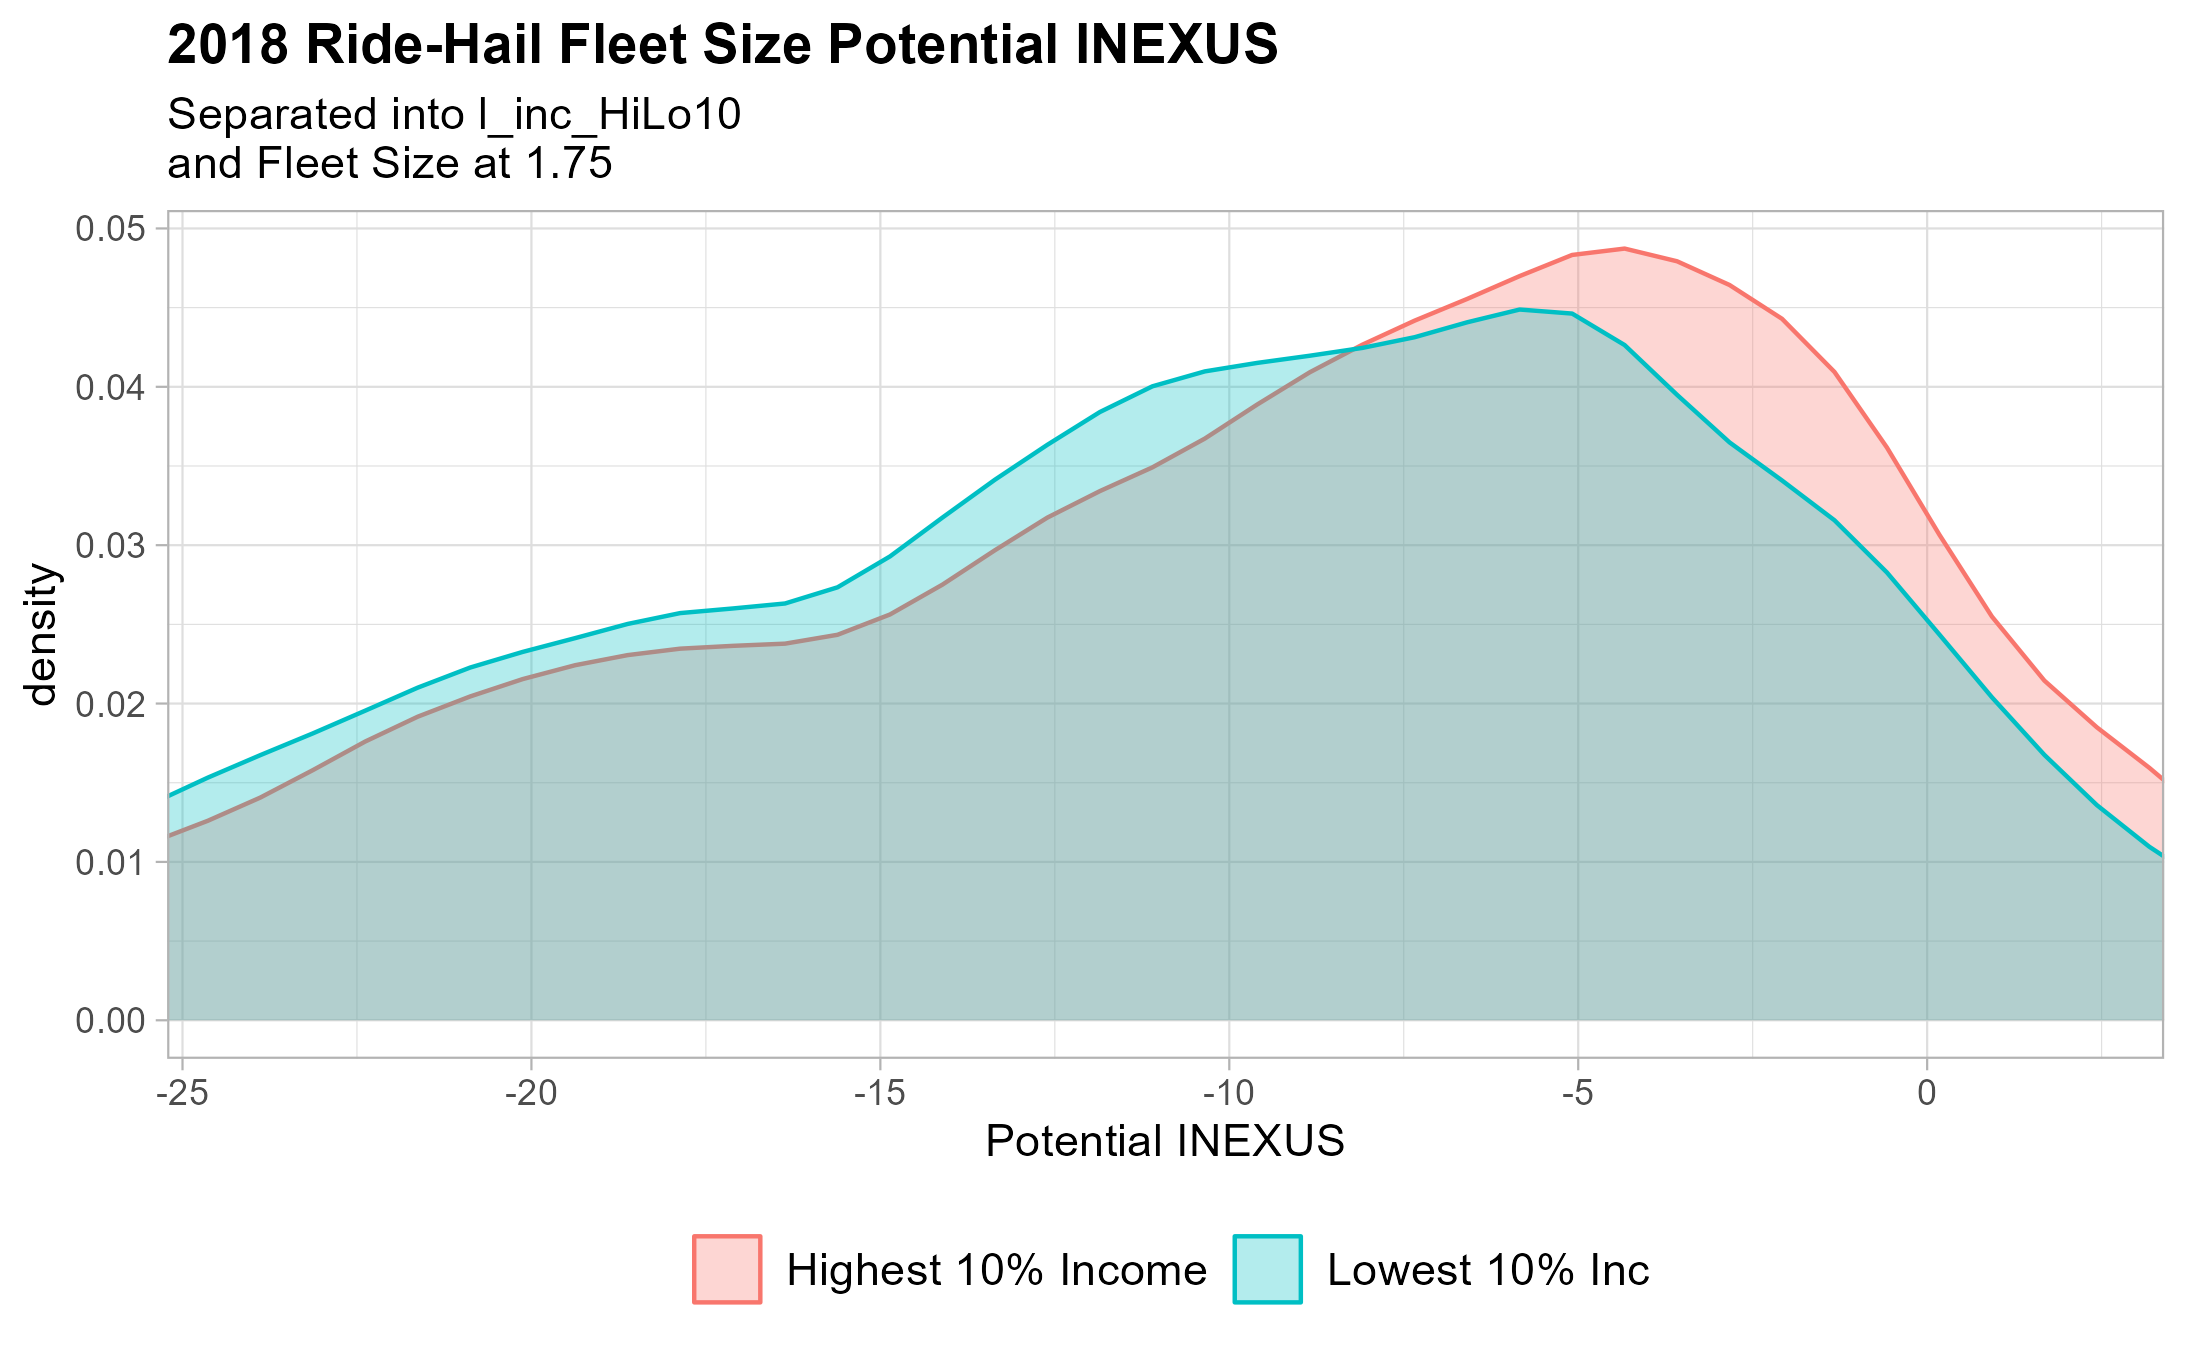 2018 Ride-Hail Fleet Size Potential INEXUS
Separated into l_inc_HiLo10
and Fleet Size at 1.75
density
0.05
0.04
0.03
0.02
0.01
0.00
-25 -20 -15 -10 -5 0
Potential INEXUS
Highest 10% Income Lowest 10% Inc